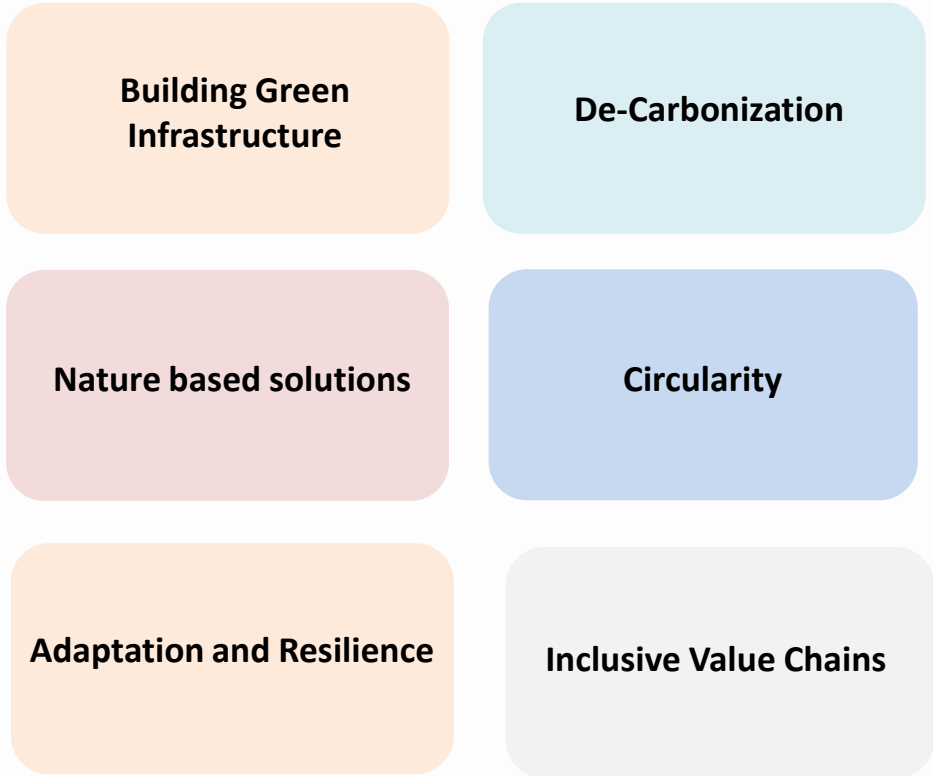 Building Green
Infrastructure
De-Carbonization
Nature based solutions
Circularity
Adaptation and Resilience
Inclusive Value Chains